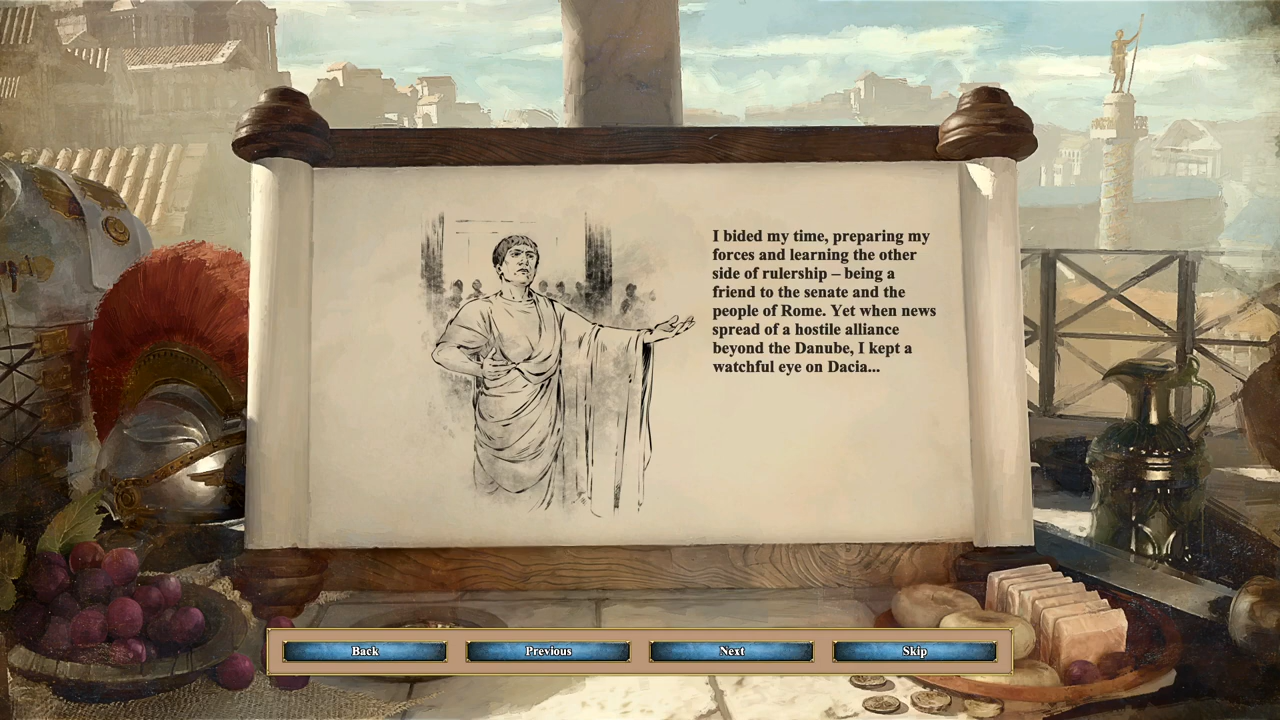 I bided my time, preparing my
forces and learning the other
side of rulership – being a
friend to the senate and the
people of Rome. Yet when news
spread of a hostile alliance
beyond the Danube, I kept a
watchful eye on Dacia...
Back
Previous
Next
Skip